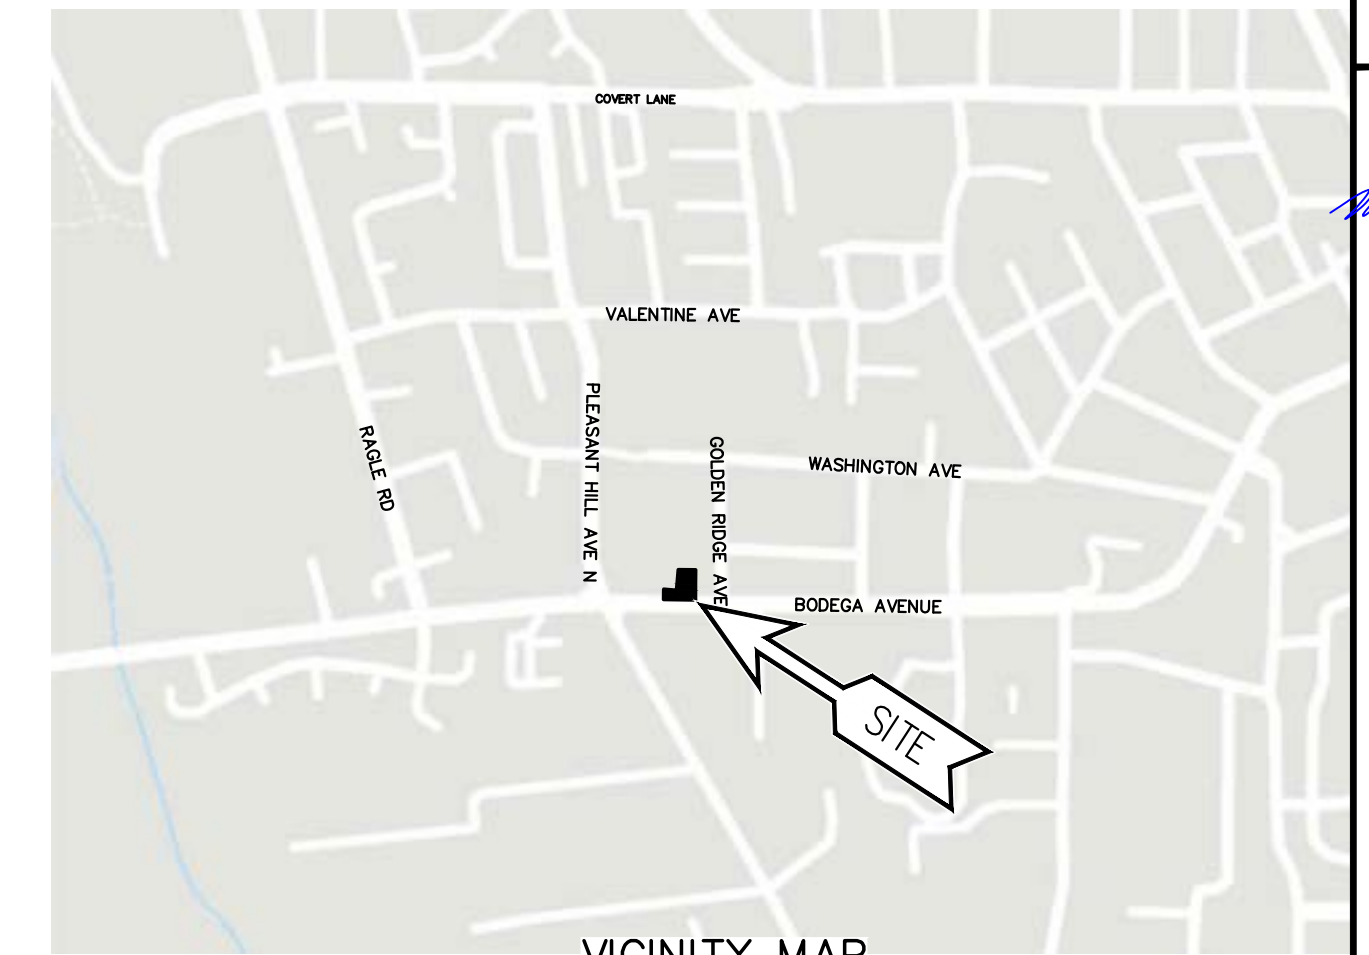 COVERT LANE
VALENTINE AVE
PLEASANT HILL AVE N
RAGLE RD
GOLDEN RIDGE AVE
WASHINGTON AVE
BODEGA AVENUE
SITE
VICINITY MAP